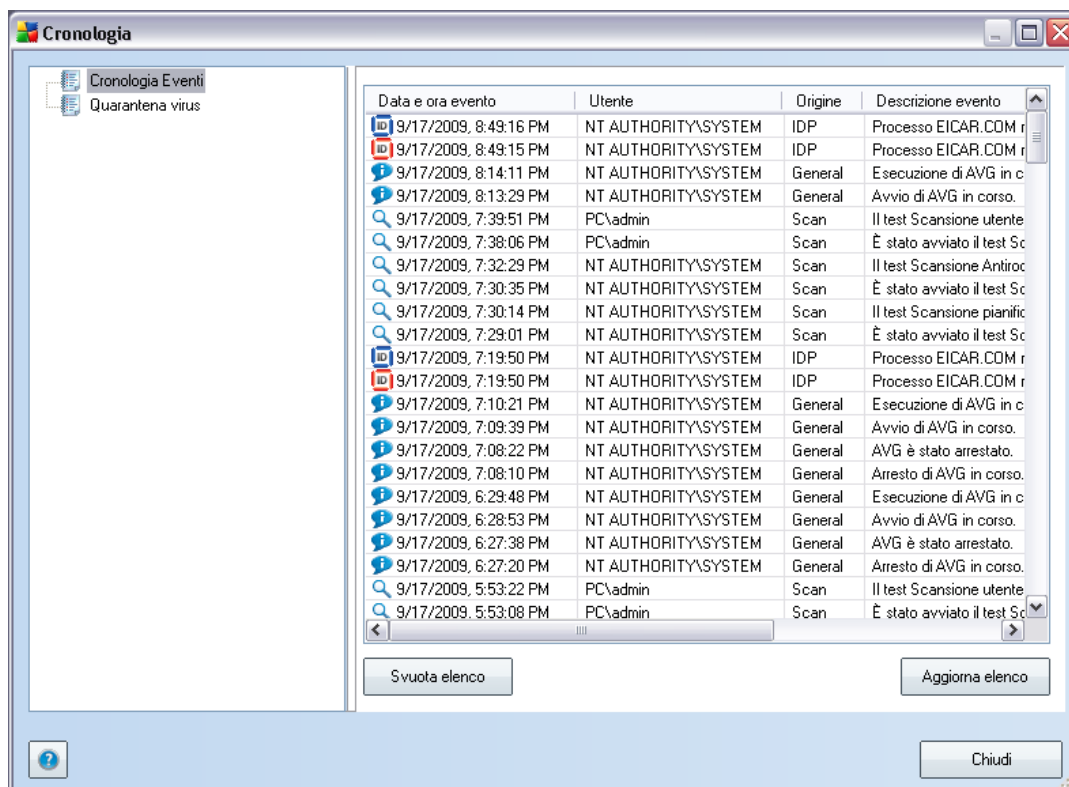 Cronologia
Cronologia Eventi
Quarantena virus
Data e ora evento Utente Origine Descrizione evento
9/17/2009, 8:49:16 PM NT AUTHORITY\SYSTEM IDP Processo EICAR.COM r
9/17/2009, 8:49:15 PM NT AUTHORITY\SYSTEM IDP Processo EICAR.COM r
9/17/2009, 8:14:11 PM NT AUTHORITY\SYSTEM General Esecuzione di AVG in c
9/17/2009, 8:13:29 PM NT AUTHORITY\SYSTEM General Avvio di AVG in corso.
9/17/2009, 7:39:51 PM PC\admin Scan Il test Scansione utente
9/17/2009, 7:38:06 PM PC\admin Scan È stato avviato il test Sc
9/17/2009, 7:32:29 PM NT AUTHORITY\SYSTEM Scan Il test Scansione Antiroo
9/17/2009, 7:30:35 PM NT AUTHORITY\SYSTEM Scan È stato avviato il test Sc
9/17/2009, 7:30:14 PM NT AUTHORITY\SYSTEM Scan Il test Scansione pianific
9/17/2009, 7:29:01 PM NT AUTHORITY\SYSTEM Scan È stato avviato il test Sc
9/17/2009, 7:19:50 PM NT AUTHORITY\SYSTEM IDP Processo EICAR.COM r
9/17/2009, 7:19:50 PM NT AUTHORITY\SYSTEM IDP Processo EICAR.COM r
9/17/2009, 7:10:21 PM NT AUTHORITY\SYSTEM General Esecuzione di AVG in c
9/17/2009, 7:09:39 PM NT AUTHORITY\SYSTEM General Avvio di AVG in corso.
9/17/2009, 7:08:22 PM NT AUTHORITY\SYSTEM General AVG è stato arrestato.
9/17/2009, 7:08:10 PM NT AUTHORITY\SYSTEM General Arresto di AVG in corso.
9/17/2009, 6:29:48 PM NT AUTHORITY\SYSTEM General Esecuzione di AVG in c
9/17/2009, 6:28:53 PM NT AUTHORITY\SYSTEM General Avvio di AVG in corso.
9/17/2009, 6:27:38 PM NT AUTHORITY\SYSTEM General AVG è stato arrestato.
9/17/2009, 6:27:20 PM NT AUTHORITY\SYSTEM General Arresto di AVG in corso.
9/17/2009, 5:53:22 PM PC\admin Scan Il test Scansione utente
9/17/2009, 5:53:08 PM PC\admin Scan È stato avviato il test Sc
Svuota elenco Aggiorna elenco
Chiudi